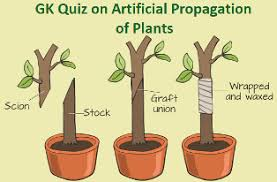 GK Quiz on Artificial Propagation
of Plants
Scion
Stock
Graft
union
Wrapped
and waxed